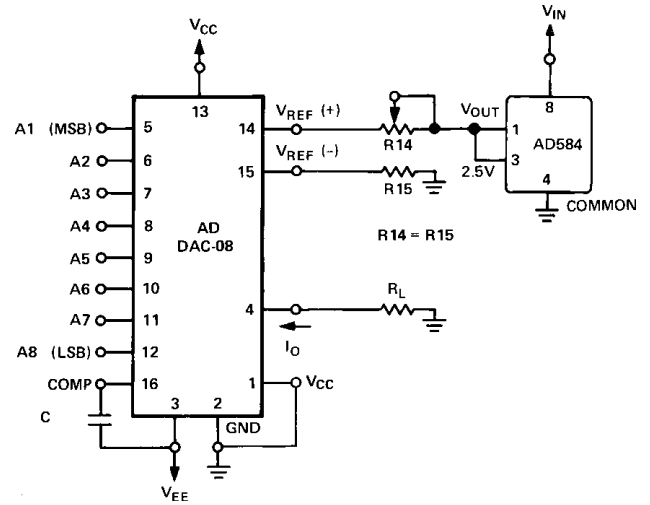 VCC
VIN
13
8
A1 (MSB) 5
14 VREF (+)
R14
VOUT
1
AD584
3
2.5V
4
COMMON
A2 6
15 VREF (-)
R15
A3 7
A4 8
AD
DAC-08
R14 = R15
A5 9
A6 10
A7 11
4
RL
IO
A8 (LSB) 12
COMP 16
1 VCC
C
3
2
GND
VEE